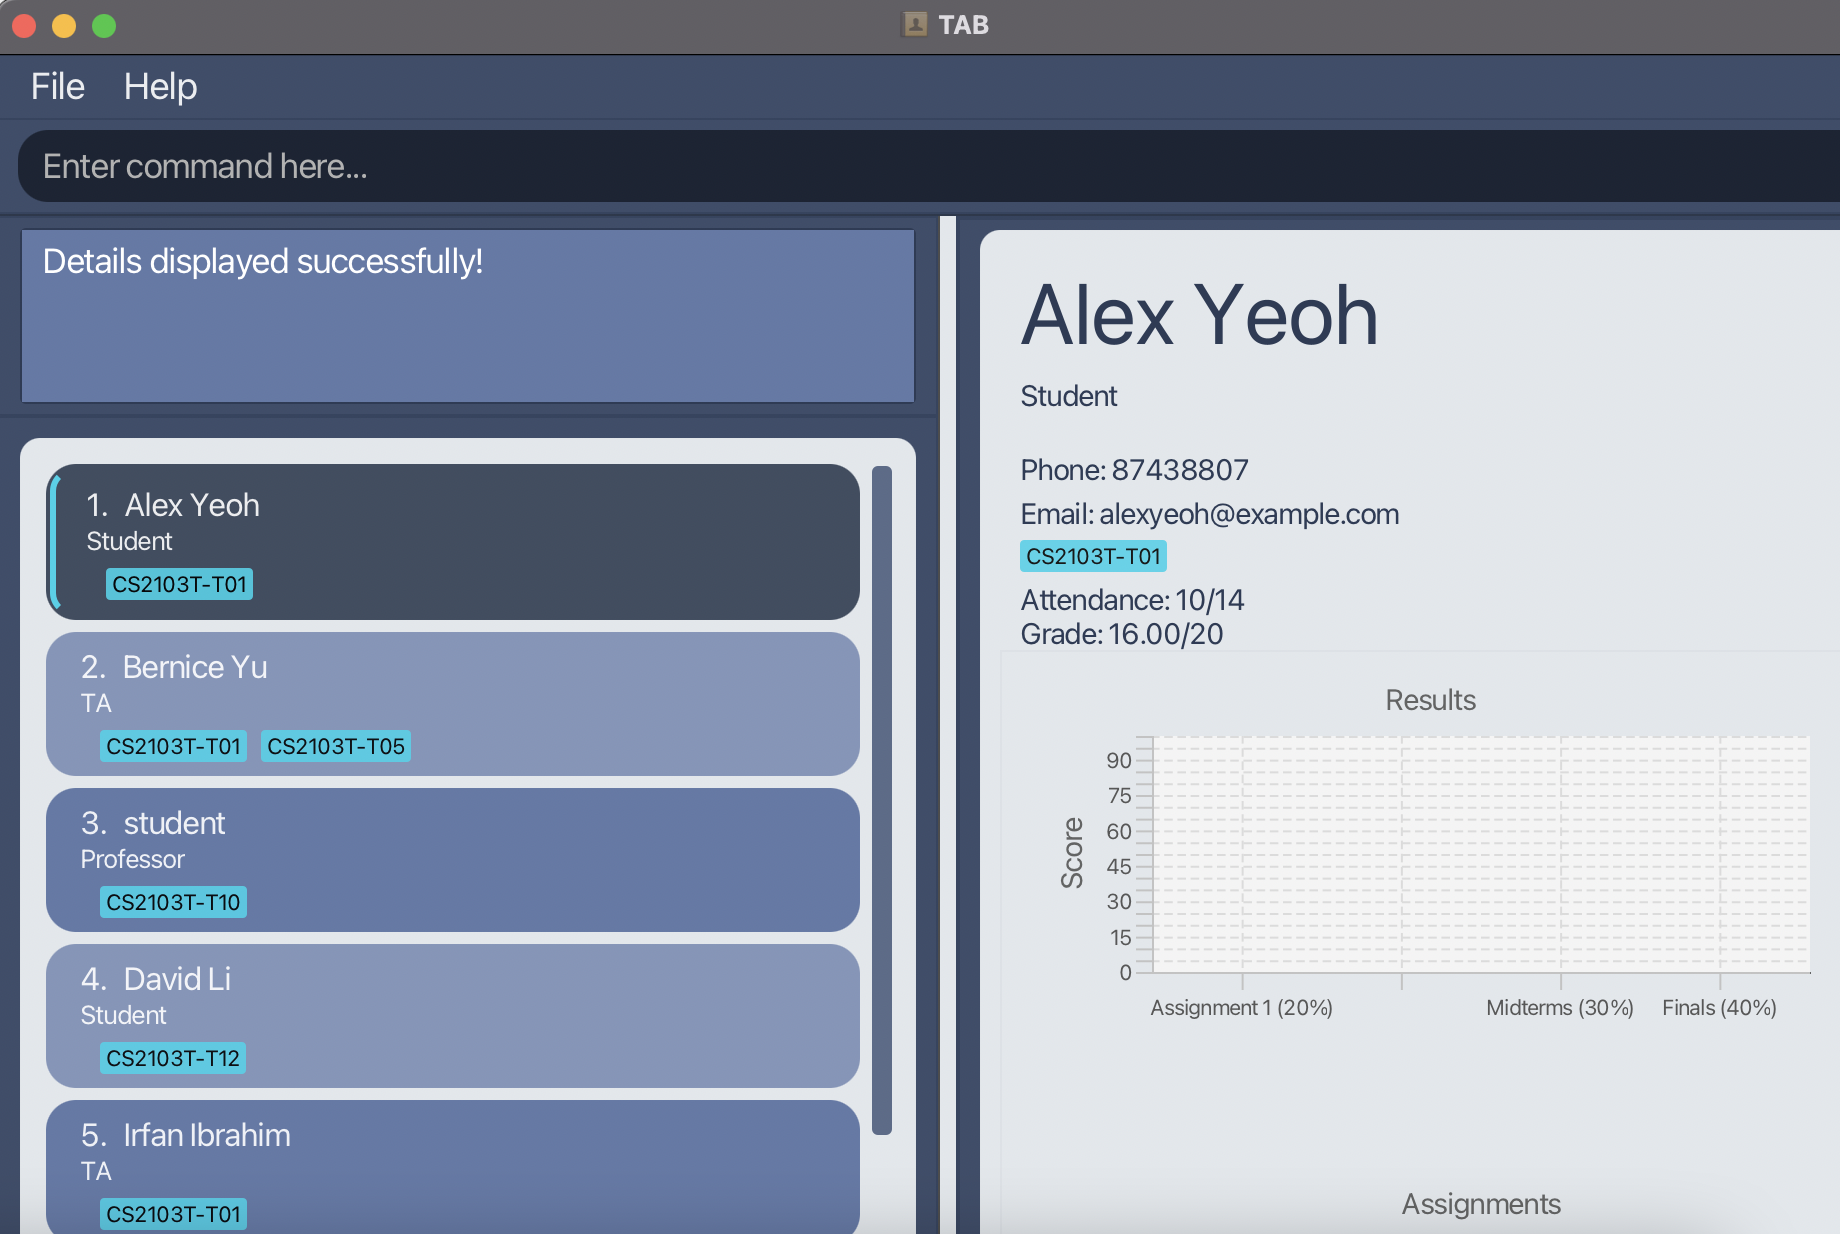 TAB
File Help
Enter command here...
Details displayed successfully!
1. Alex Yeoh
Student
CS2103T-T01
2. Bernice Yu
TA
CS2103T-T01 CS2103T-T05
3. student
Professor
CS2103T-T10
4. David Li
Student
CS2103T-T12
5. Irfan Ibrahim
TA
CS2103T-T01
Alex Yeoh
Student
Phone: 87438807
Email: alexyeoh@example.com
CS2103T-T01
Attendance: 10/14
Grade: 16.00/20
Results
Score
90
75
60
45
30
15
0
Assignment 1 (20%) Midterms (30%) Finals (40%)
Assignments